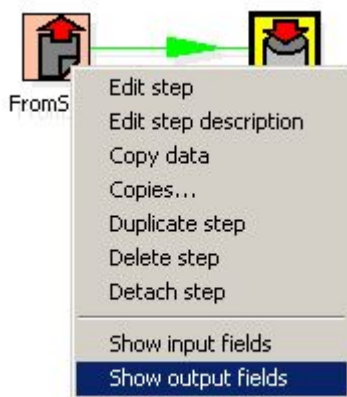 FromS
Edit step
Edit step description
Copy data
Copies...
Duplicate step
Delete step
Detach step
Show input fields
Show output fields